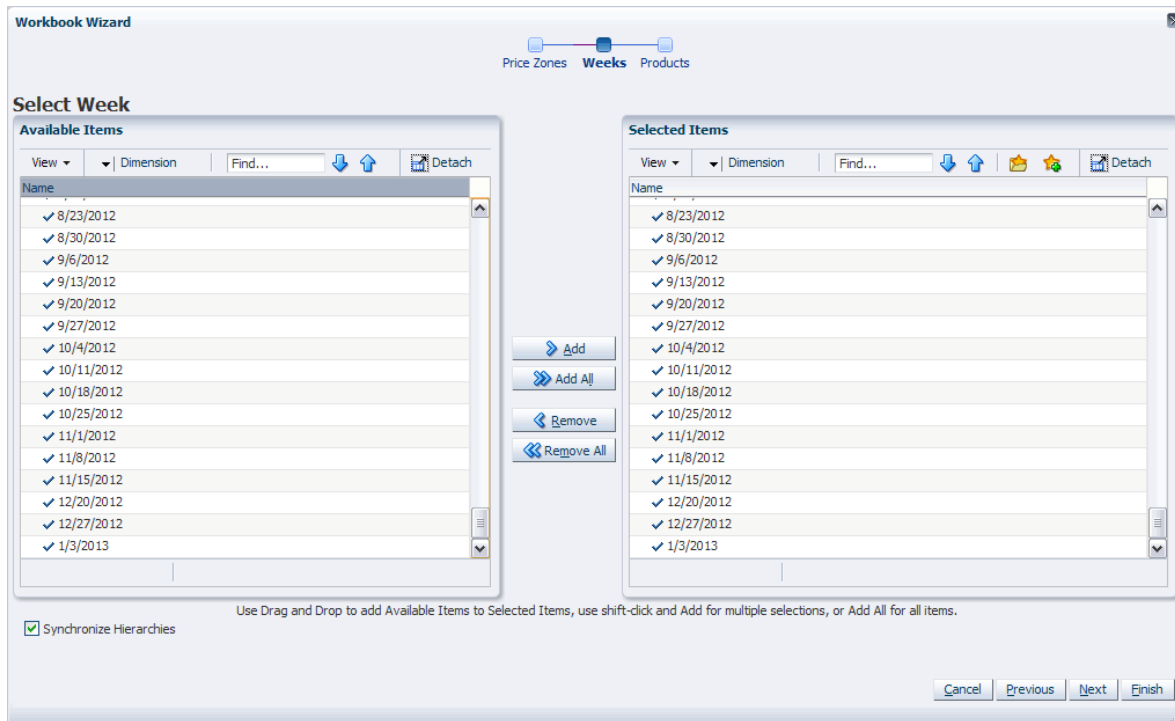 Workbook Wizard
Price Zones Weeks Products
Select Week
Available Items
View Dimension Find... Detach
Name
8/23/2012
8/30/2012
9/6/2012
9/13/2012
9/20/2012
9/27/2012
10/4/2012
10/11/2012
10/18/2012
10/25/2012
11/1/2012
11/8/2012
11/15/2012
12/20/2012
12/27/2012
1/3/2013
Add
Add All
Remove
Remove All
Selected Items
View Dimension Find... Detach
Name
8/23/2012
8/30/2012
9/6/2012
9/13/2012
9/20/2012
9/27/2012
10/4/2012
10/11/2012
10/18/2012
10/25/2012
11/1/2012
11/8/2012
11/15/2012
12/20/2012
12/27/2012
1/3/2013
Use Drag and Drop to add Available Items to Selected Items, use shift-click and Add for multiple selections, or Add All for all items.
Synchronize Hierarchies
Cancel Previous Next Finish